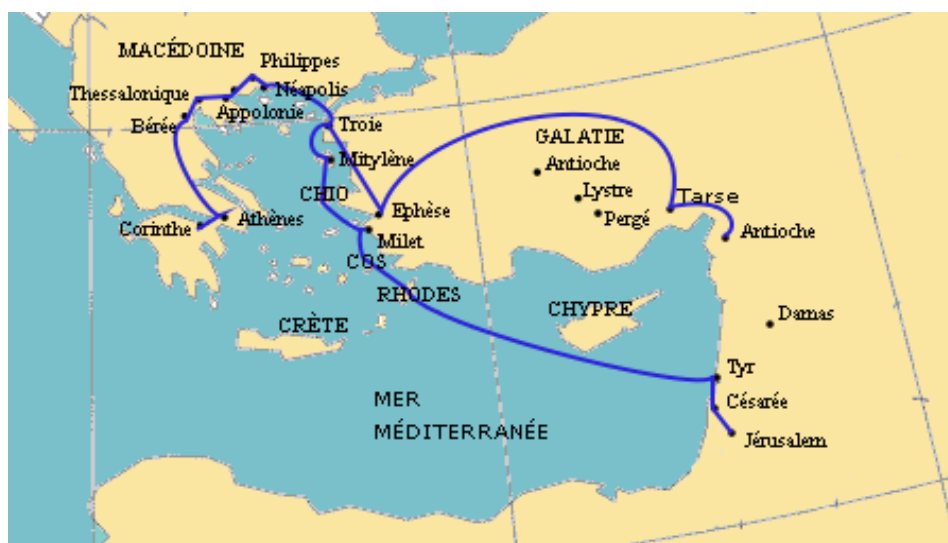 MACÉDOINE
Philippes
Thessalonique
Néapolis
Appolonie
Bérée
Troie
GALATIE
Mitylène
Antioche
CHIO
Lystre
Tarse
Pergé
Ephèse
Athènes
Corinthe
Milet
Antioche
COS
RHODES
CHYPRE
CRÈTE
Damas
Tyr
MER
MÉDITERRANÉE
Césarée
Jérusalem